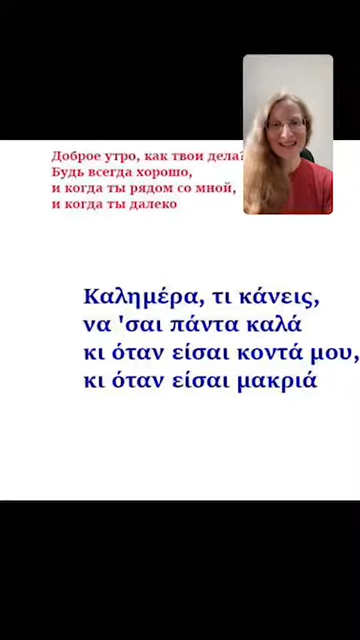 Доброе утро, как твои дела?
Будь всегда хорошо,
и когда ты рядом со мной,
и когда ты далеко
Καλημέρα, τι κάνεις,
να 'σαι πάντα καλά
κι όταν είσαι κοντά μου,
κι όταν είσαι μακριά